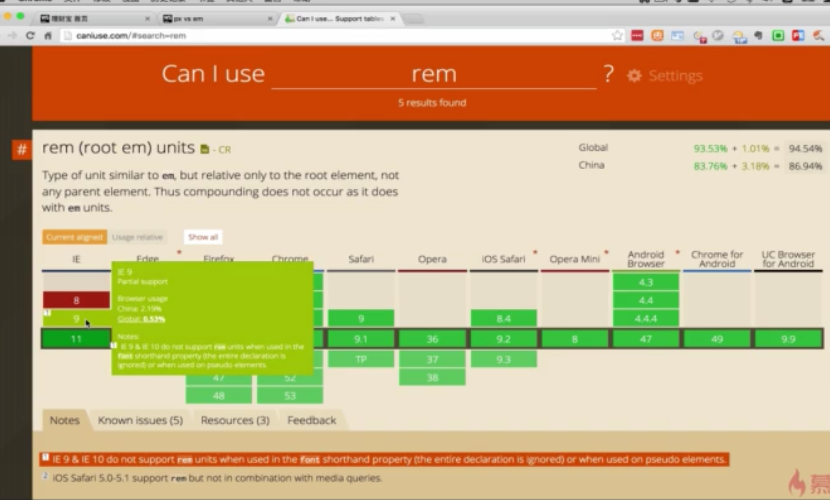 px vs em
Can I use... Support tables
caniuse.com/#search=rem
Can I use rem ? Settings
5 results found
# rem (root em) units - CR
Global 93.53% + 1.01% = 94.54%
China 83.76% + 3.18% = 86.94%
Type of unit similar to em, but relative only to the root element, not
any parent element. Thus compounding does not occur as it does
with em units.
Current aligned Usage relative Show all
IE Edge Firefox Chrome Safari Opera iOS Safari Opera Mini Android Browser Chrome for Android UC Browser for Android
IE 9
Partial support
Browser usage
China: 2.19%
Global: 0.53%
Notes:
1 IE 9 & IE 10 do not support rem units when used in the
font shorthand property (the entire declaration is
ignored) or when used on pseudo elements.
4.3
8 4.4
1 9 9 8.4 4.4.4
11 9.1 36 9.2 8 47 49 9.9
TP 37 9.3
47 52 38
48 53
Notes Known issues (5) Resources (3) Feedback
1 IE 9 & IE 10 do not support rem units when used in the font shorthand property (the entire declaration is ignored) or when used on pseudo elements.
2 iOS Safari 5.0-5.1 support rem but not in combination with media queries.